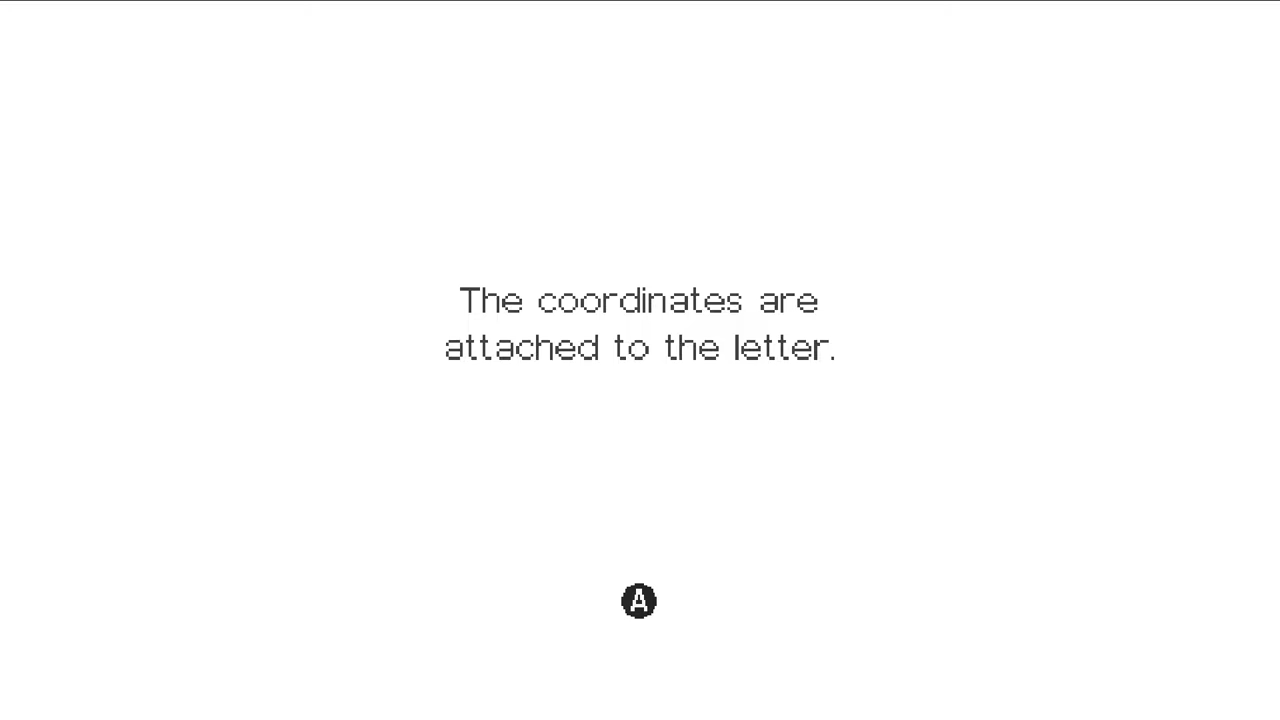 The coordinates are
attached to the letter.
A